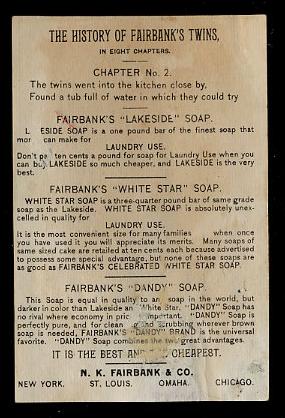 THE HISTORY OF FAIRBANK'S TWINS,
IN EIGHT CHAPTERS.
CHAPTER No. 2.
The twins went into the kitchen close by,
Found a tub full of water in which they could try
FAIRBANK'S "LAKESIDE" SOAP.
L ESIDE SOAP is a one pound bar of the finest soap that
mor can make for
LAUNDRY USE.
Don't pa ten cents a pound for soap for Laundry Use when you
can bu LAKESIDE so much cheaper, and LAKESIDE is the very
best.
FAIRBANK'S "WHITE STAR" SOAP.
WHITE STAR SOAP is a three-quarter pound bar of same grade
soap as the Lakeside. WHITE STAR SOAP is absolutely unex-
celled in quality for
LAUNDRY USE.
It is the most convenient size for many families when once
you have used it you will appreciate its merits. Many soaps of
same sized cake are retailed at ten cents each because advertised
to possess some special advantage, but none of these soaps are
as good as FAIRBANK'S CELEBRATED WHITE STAR SOAP.
FAIRBANK'S "DANDY" SOAP.
This Soap is equal in quality to an soap in the world, but
darker in color than Lakeside an White Star. "DANDY" Soap has
no rival where economy in pric important. "DANDY" Soap is
perfectly pure, and for clean g and scrubbing wherever brown
soap is needed, FAIRBANK'S "DANDY" BRAND is the universal
favorite. "DANDY" Soap combines the two great advantages.
IT IS THE BEST AN CHEAPEST.
N. K. FAIRBANK & CO.
NEW YORK. ST. LOUIS. OMAHA. CHICAGO.